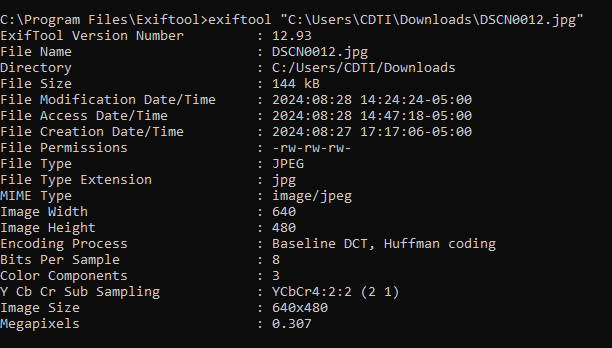 C:\Program Files\Exiftool>exiftool "C:\Users\CDTI\Downloads\DSCN0012.jpg"
ExifTool Version Number         : 12.93
File Name                       : DSCN0012.jpg
Directory                       : C:/Users/CDTI/Downloads
File Size                       : 144 kB
File Modification Date/Time     : 2024:08:28 14:24:24-05:00
File Access Date/Time           : 2024:08:28 14:47:18-05:00
File Creation Date/Time         : 2024:08:27 17:17:06-05:00
File Permissions                : -rw-rw-rw-
File Type                       : JPEG
File Type Extension             : jpg
MIME Type                       : image/jpeg
Image Width                     : 640
Image Height                    : 480
Encoding Process                : Baseline DCT, Huffman coding
Bits Per Sample                 : 8
Color Components                : 3
Y Cb Cr Sub Sampling            : YCbCr4:2:2 (2 1)
Image Size                      : 640x480
Megapixels                      : 0.307